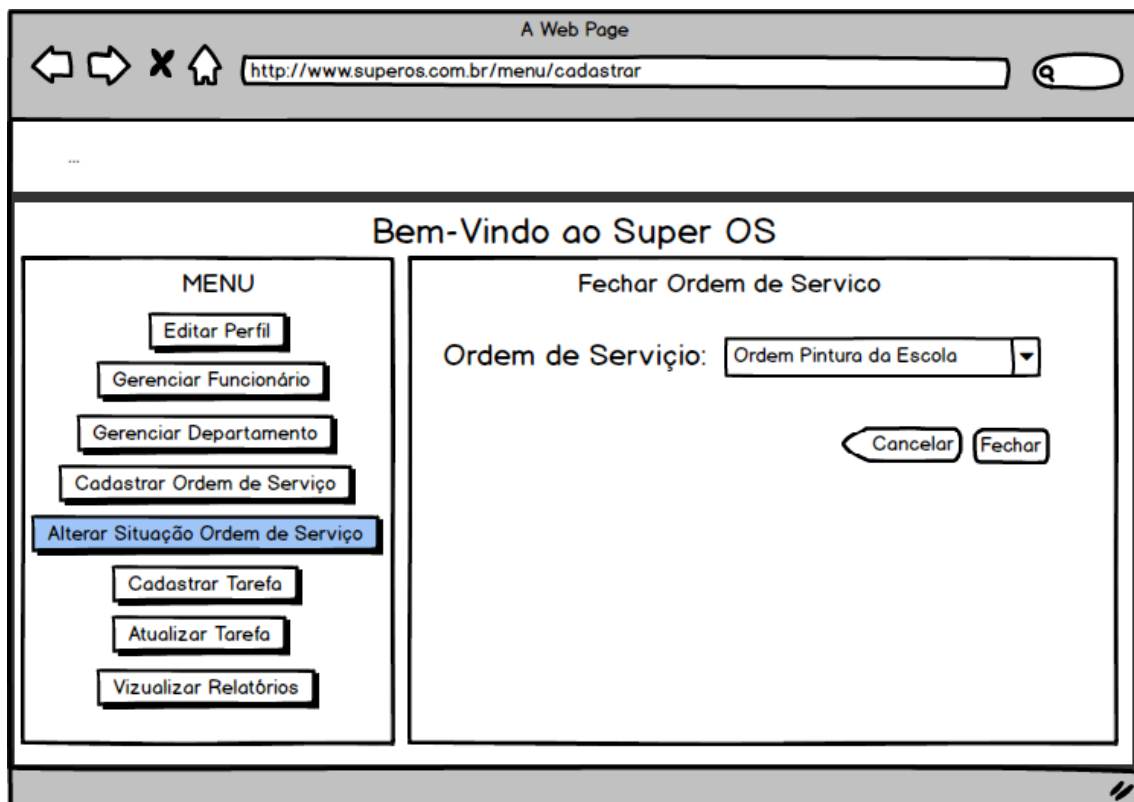 A Web Page
http://www.superos.com.br/menu/cadastrar
...
Bem-Vindo ao Super OS
MENU
Editar Perfil
Gerenciar Funcionário
Gerenciar Departamento
Cadastrar Ordem de Serviço
Alterar Situação Ordem de Serviço
Cadastrar Tarefa
Atualizar Tarefa
Vizualizar Relatórios
Fechar Ordem de Servico
Ordem de Serviçio:
Ordem Pintura da Escola
Cancelar
Fechar